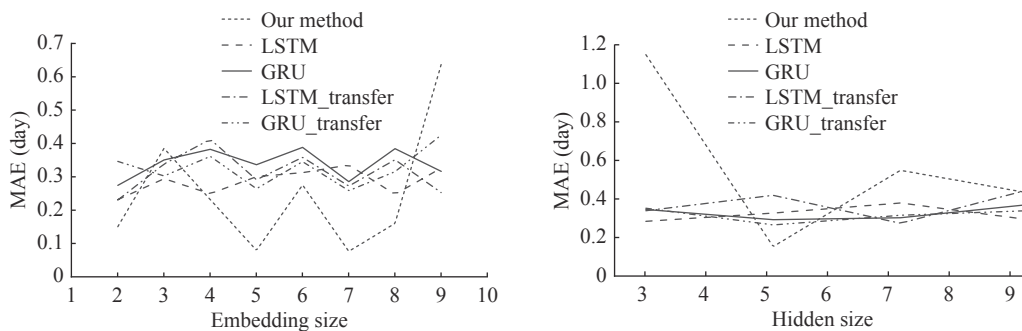 Our method
LSTM
GRU
LSTM_transfer
GRU_transfer
0.7
0.6
0.5
0.4
0.3
0.2
0.1
0
MAE (day)
1 2 3 4 5 6 7 8 9 10
Embedding size
Our method
LSTM
GRU
LSTM_transfer
GRU_transfer
1.2
1.0
0.8
0.6
0.4
0.2
0
MAE (day)
3 4 5 6 7 8 9
Hidden size